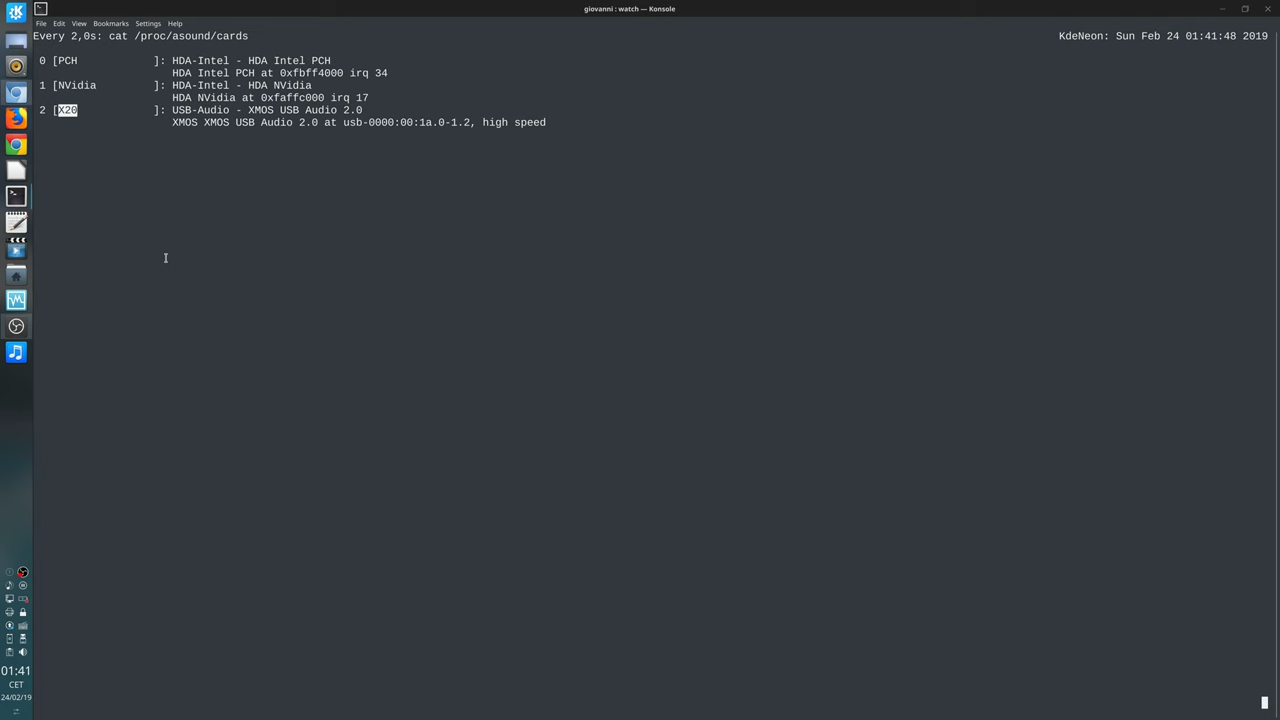 giovanni : watch — Konsole
File Edit View Bookmarks Settings Help
Every 2,0s: cat /proc/asound/cards KdeNeon: Sun Feb 24 01:41:48 2019
0 [PCH ]: HDA-Intel - HDA Intel PCH
HDA Intel PCH at 0xfbff4000 irq 34
1 [NVidia ]: HDA-Intel - HDA NVidia
HDA NVidia at 0xfaffc000 irq 17
2 [X20 ]: USB-Audio - XMOS USB Audio 2.0
XMOS XMOS USB Audio 2.0 at usb-0000:00:1a.0-1.2, high speed
01:41
CET
24/02/19